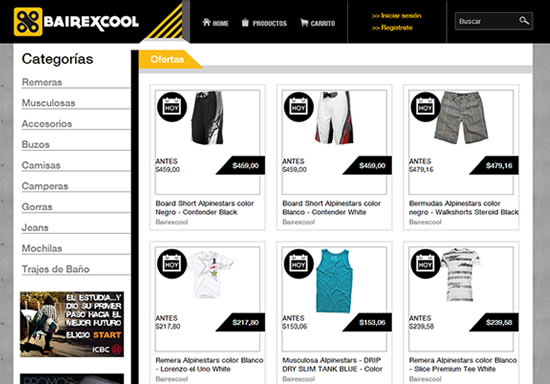 BAIREXCOOL
HOME
PRODUCTOS
CARRITO
>> Iniciar sesión
>> Registrate
Buscar
Categorías
Remeras
Musculosas
Accesorios
Buzos
Camisas
Camperas
Gorras
Jeans
Mochilas
Trajes de Baño
EL ESTUDIA...Y
DIO SU PRIMER
PASO HACIA EL
MEJOR FUTURO
ELIGIO START
ICBC
PROMOS
Ofertas
HOY
ANTES
$459,00
$459,00
Board Short Alpinestars color
Negro - Contender Black
Bairexcool
HOY
ANTES
$459,00
$459,00
Board Short Alpinestars color
Blanco - Contender White
Bairexcool
HOY
ANTES
$479,16
$479,16
Bermudas Alpinestars color
negro - Walkshorts Steroid Black
Bairexcool
HOY
ANTES
$217,80
$217,80
Remera Alpinestars color Blanco
- Lorenzo el Uno White
Bairexcool
HOY
ANTES
$153,06
$153,06
Musculosa Alpinestars - DRIP
DRY SLIM TANK BLUE - Color
Bairexcool
HOY
ANTES
$239,58
$239,58
Remera Alpinestars color Blanco
- Slice Premium Tee White
Bairexcool